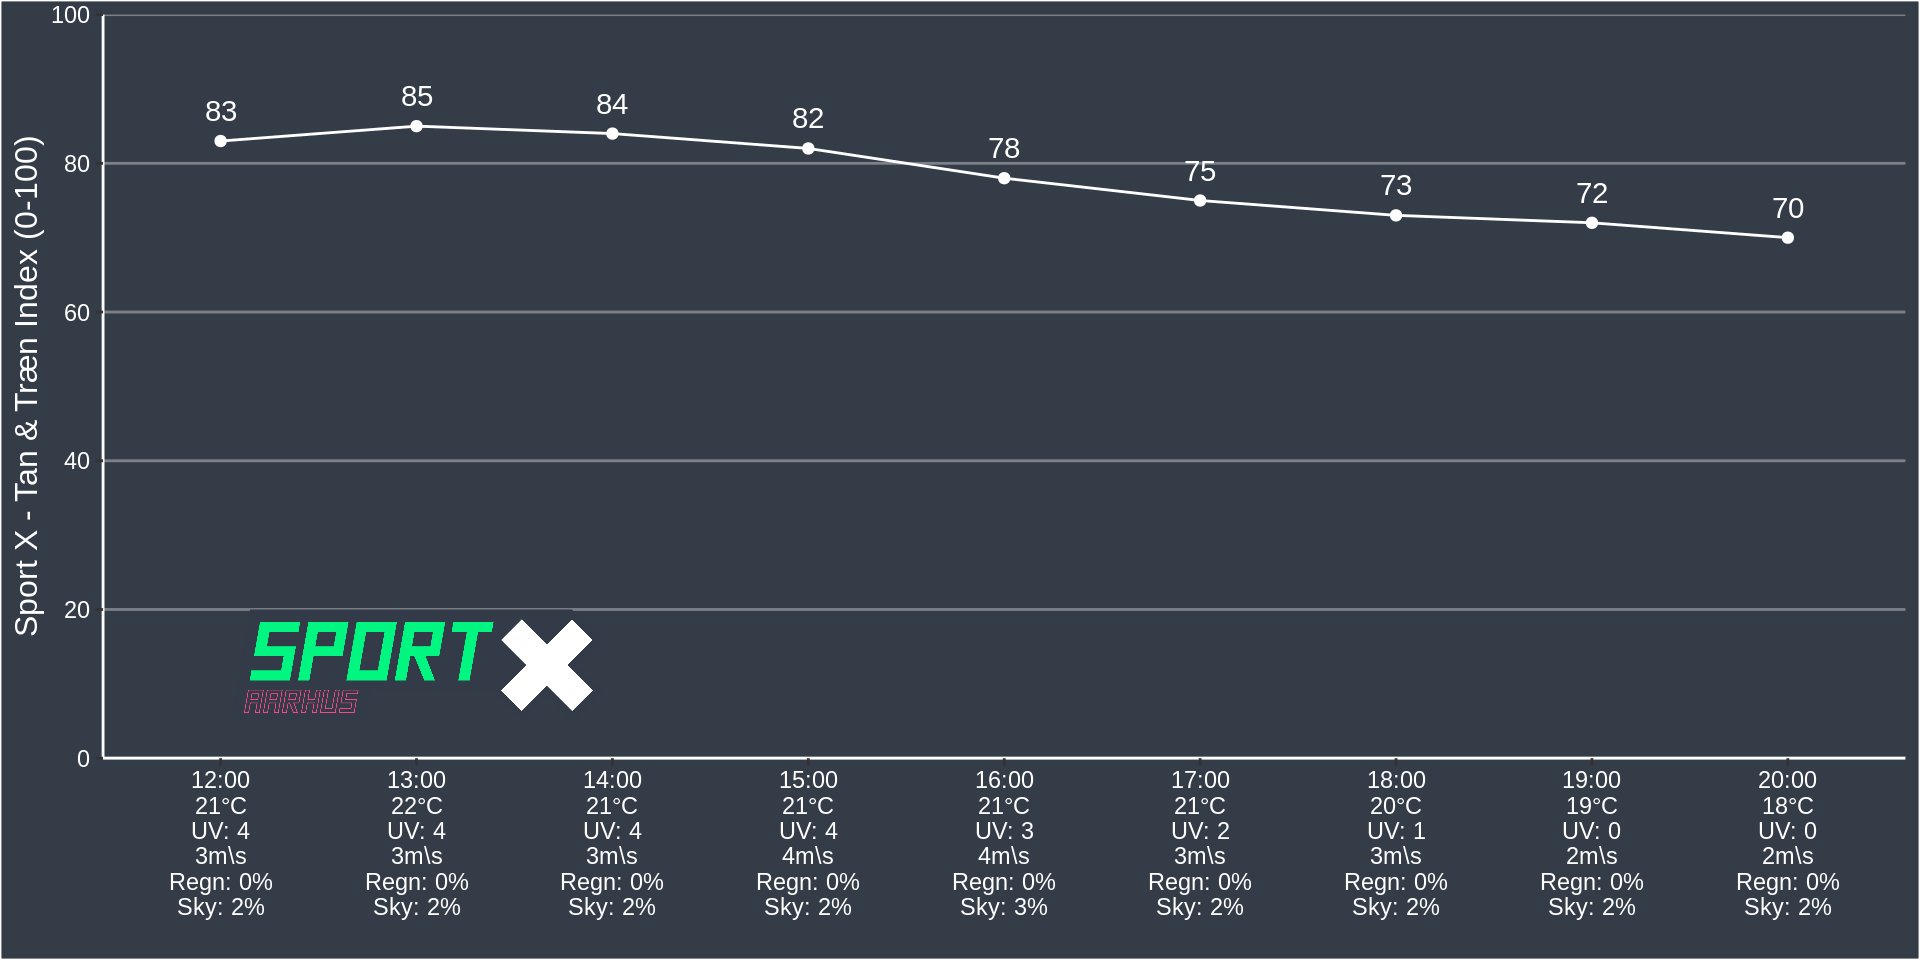 Sport X - Tan & Træn Index (0-100)
100
80
60
40
20
0
83
85
84
82
78
75
73
72
70
SPORT X
AARHUS
12:00 13:00 14:00 15:00 16:00 17:00 18:00 19:00 20:00
21°C 22°C 21°C 21°C 21°C 21°C 20°C 19°C 18°C
UV: 4 UV: 4 UV: 4 UV: 4 UV: 3 UV: 2 UV: 1 UV: 0 UV: 0
3m\s 3m\s 3m\s 4m\s 4m\s 3m\s 3m\s 2m\s 2m\s
Regn: 0% Regn: 0% Regn: 0% Regn: 0% Regn: 0% Regn: 0% Regn: 0% Regn: 0% Regn: 0%
Sky: 2% Sky: 2% Sky: 2% Sky: 2% Sky: 3% Sky: 2% Sky: 2% Sky: 2% Sky: 2%